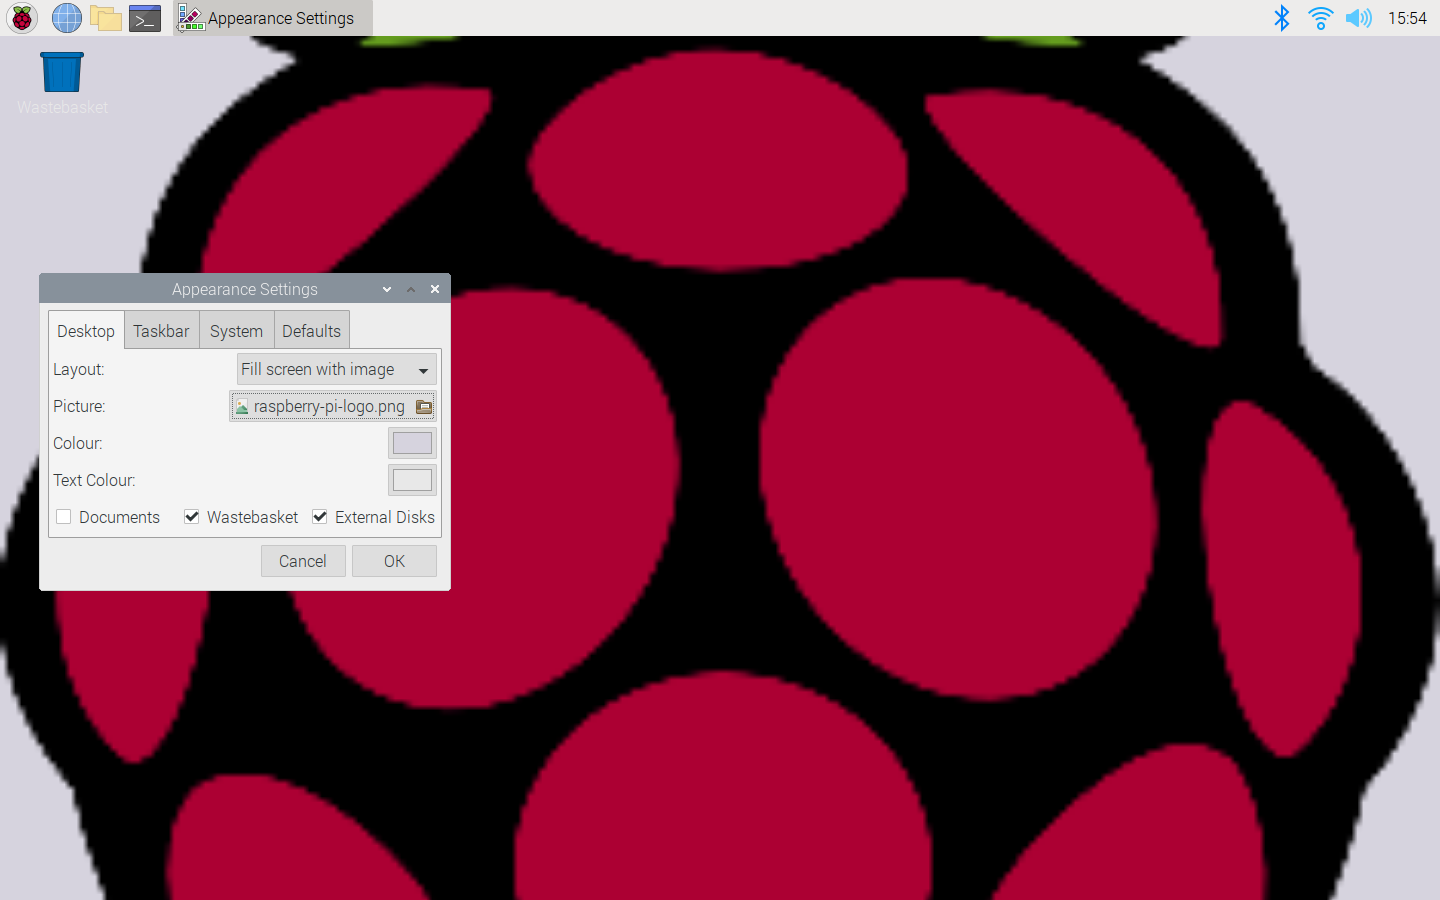 Appearance Settings
15:54
Wastebasket
Appearance Settings
Desktop Taskbar System Defaults
Layout: Fill screen with image
Picture: raspberry-pi-logo.png
Colour:
Text Colour:
Documents Wastebasket External Disks
Cancel OK